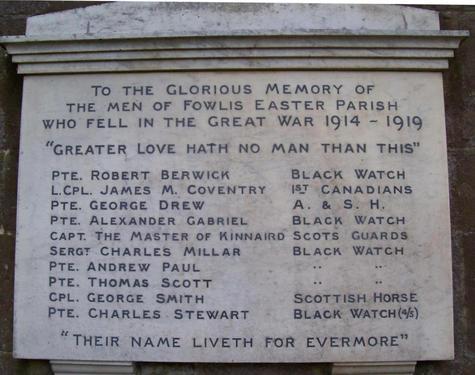 TO THE GLORIOUS MEMORY OF
THE MEN OF FOWLIS EASTER PARISH
WHO FELL IN THE GREAT WAR 1914 - 1919
"GREATER LOVE HATH NO MAN THAN THIS"
PTE. ROBERT BERWICK BLACK WATCH
L.CPL. JAMES M. COVENTRY 1ST CANADIANS
PTE. GEORGE DREW A. & S. H.
PTE. ALEXANDER GABRIEL BLACK WATCH
CAPT. THE MASTER OF KINNAIRD SCOTS GUARDS
SERGT CHARLES MILLAR BLACK WATCH
PTE. ANDREW PAUL .. ..
PTE. THOMAS SCOTT .. ..
CPL. GEORGE SMITH SCOTTISH HORSE
PTE. CHARLES STEWART BLACK WATCH (4/5)
"THEIR NAME LIVETH FOR EVERMORE"